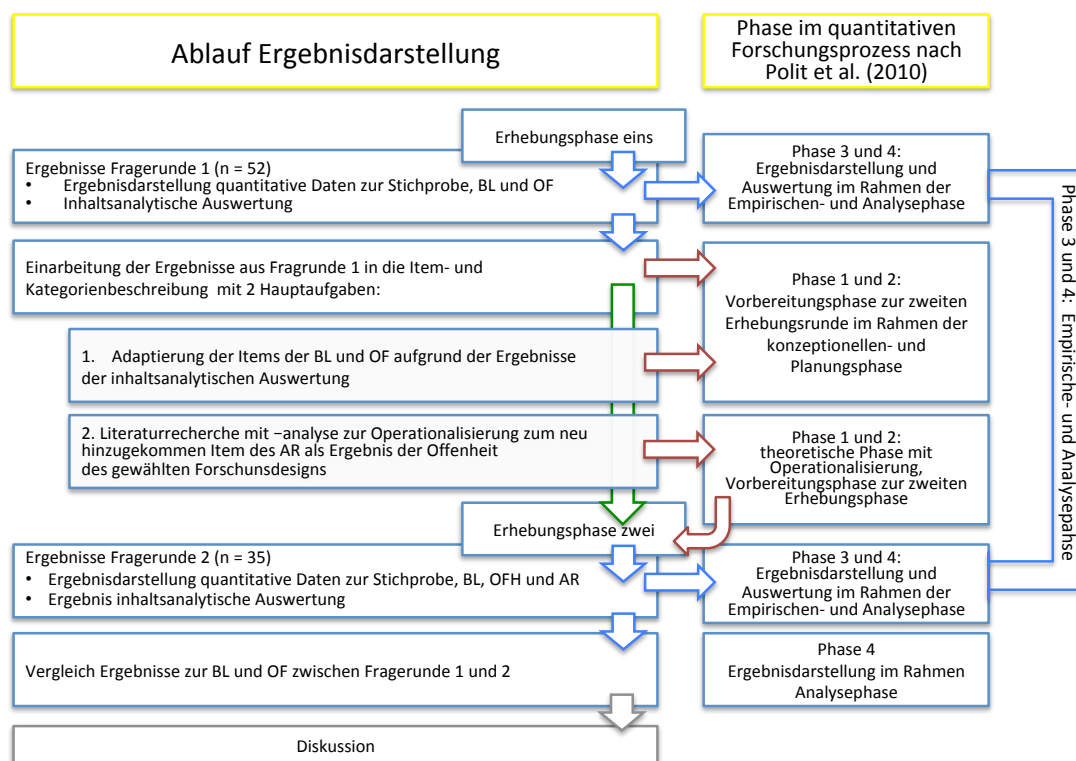 Ablauf Ergebnisdarstellung
Phase im quantitativen
Forschungsprozess nach
Polit et al. (2010)
Erhebungsphase eins
Ergebnisse Fragerunde 1 (n = 52)
• Ergebnisdarstellung quantitative Daten zur Stichprobe, BL und OF
• Inhaltsanalytische Auswertung
Phase 3 und 4:
Ergebnisdarstellung und
Auswertung im Rahmen der
Empirischen- und Analysephase
Einarbeitung der Ergebnisse aus Fragrunde 1 in die Item- und
Kategorienbeschreibung mit 2 Hauptaufgaben:
1. Adaptierung der Items der BL und OF aufgrund der Ergebnisse
der inhaltsanalytischen Auswertung
Phase 1 und 2:
Vorbereitungsphase zur zweiten
Erhebungsrunde im Rahmen der
konzeptionellen- und
Planungsphase
2. Literaturrecherche mit –analyse zur Operationalisierung zum neu
hinzugekommen Item des AR als Ergebnis der Offenheit
des gewählten Forschunsdesigns
Phase 1 und 2:
theoretische Phase mit
Operationalisierung,
Vorbereitungsphase zur zweiten
Erhebungsphase
Erhebungsphase zwei
Ergebnisse Fragerunde 2 (n = 35)
• Ergebnisdarstellung quantitative Daten zur Stichprobe, BL, OFH und AR
• Ergebnis inhaltsanalytische Auswertung
Phase 3 und 4:
Ergebnisdarstellung und
Auswertung im Rahmen der
Empirischen- und Analysephase
Vergleich Ergebnisse zur BL und OF zwischen Fragerunde 1 und 2
Phase 4
Ergebnisdarstellung im Rahmen
Analysephase
Diskussion
Phase 3 und 4: Empirische- und Analysepahse